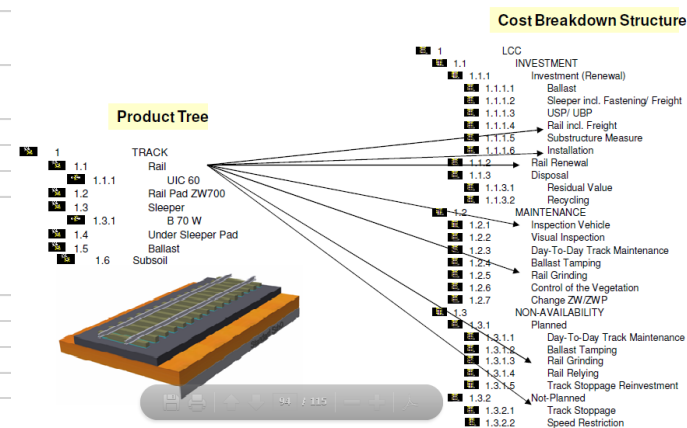 Cost Breakdown Structure
1 LCC
1.1 INVESTMENT
1.1.1 Investment (Renewal)
1.1.1.1 Ballast
1.1.1.2 Sleeper incl. Fastening/ Freight
1.1.1.3 USP/ UBP
1.1.1.4 Rail incl. Freight
1.1.1.5 Substructure Measure
1.1.1.6 Installation
1.1.2 Rail Renewal
1.1.3 Disposal
1.1.3.1 Residual Value
1.1.3.2 Recycling
1.2 MAINTENANCE
1.2.1 Inspection Vehicle
1.2.2 Visual Inspection
1.2.3 Day-To-Day Track Maintenance
1.2.4 Ballast Tamping
1.2.5 Rail Grinding
1.2.6 Control of the Vegetation
1.2.7 Change ZW/ZWP
1.3 NON-AVAILABILITY
1.3.1 Planned
1.3.1.1 Day-To-Day Track Maintenance
1.3.1.2 Ballast Tamping
1.3.1.3 Rail Grinding
1.3.1.4 Rail Relying
1.3.1.5 Track Stoppage Reinvestment
1.3.2 Not-Planned
1.3.2.1 Track Stoppage
1.3.2.2 Speed Restriction
Product Tree
1 TRACK
1.1 Rail
1.1.1 UIC 60
1.2 Rail Pad ZW700
1.3 Sleeper
1.3.1 B 70 W
1.4 Under Sleeper Pad
1.5 Ballast
1.6 Subsoil
/ 115